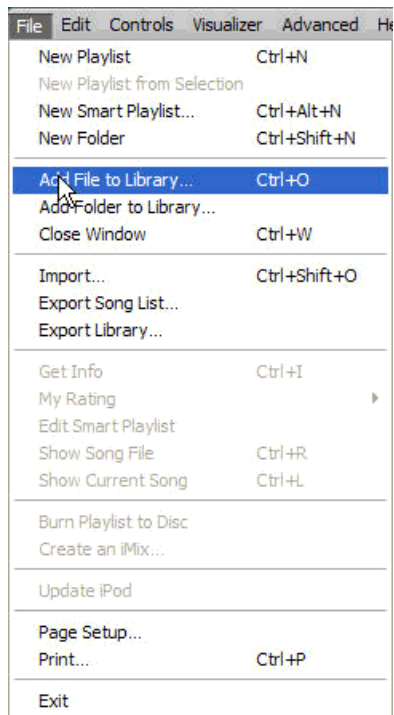 File Edit Controls Visualizer Advanced He
New Playlist Ctrl+N
New Playlist from Selection
New Smart Playlist... Ctrl+Alt+N
New Folder Ctrl+Shift+N
Add File to Library... Ctrl+O
Add Folder to Library...
Close Window Ctrl+W
Import... Ctrl+Shift+O
Export Song List...
Export Library...
Get Info Ctrl+I
My Rating
Edit Smart Playlist
Show Song File Ctrl+R
Show Current Song Ctrl+L
Burn Playlist to Disc
Create an iMix...
Update iPod
Page Setup...
Print... Ctrl+P
Exit